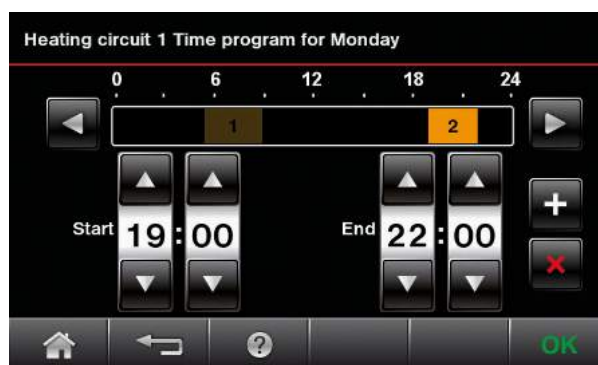 Heating circuit 1 Time program for Monday
0 6 12 18 24
1 2
Start 19:00 End 22:00
OK